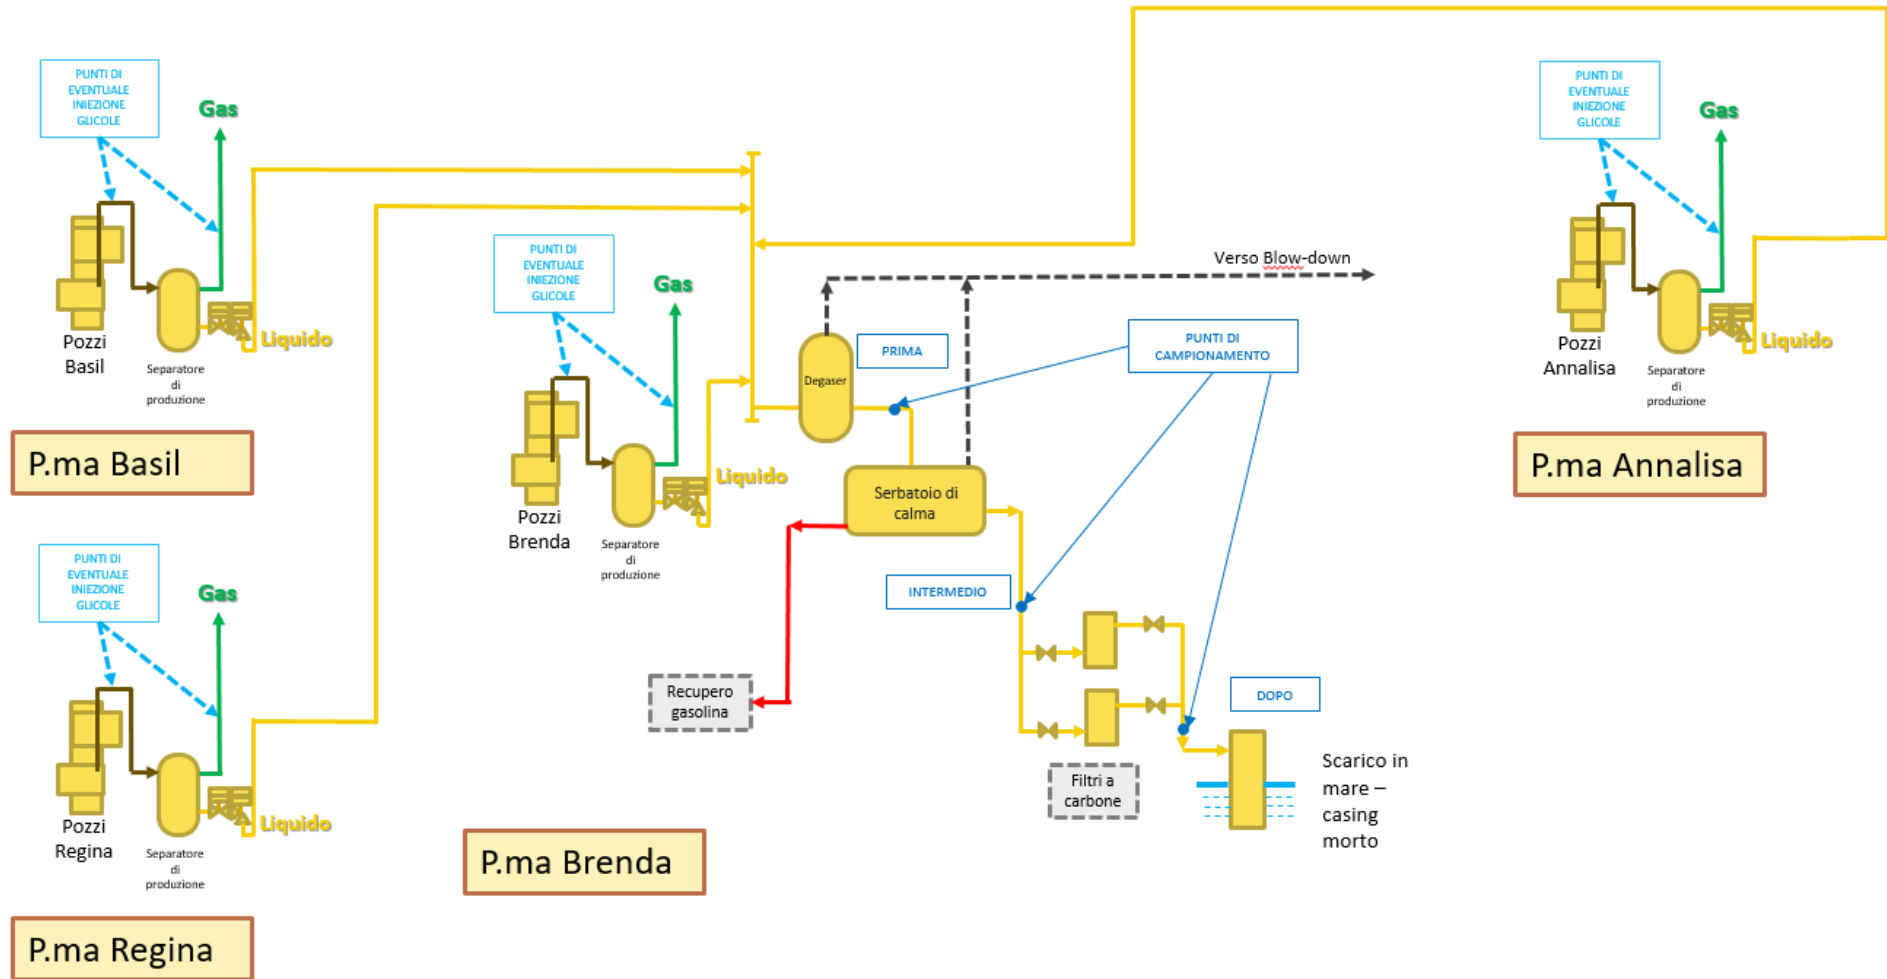 PUNTI DI
EVENTUALE
INIEZIONE
GLICOLE
Gas
Pozzi
Basil
Separatore
di
produzione
Liquido
P.ma Basil
PUNTI DI
EVENTUALE
INIEZIONE
GLICOLE
Gas
Pozzi
Regina
Separatore
di
produzione
Liquido
P.ma Regina
PUNTI DI
EVENTUALE
INIEZIONE
GLICOLE
Gas
Pozzi
Brenda
Separatore
di
produzione
Liquido
P.ma Brenda
Verso Blow-down
Degaser
PRIMA
PUNTI DI
CAMPIONAMENTO
Serbatoio di
calma
INTERMEDIO
Recupero
gasolina
DOPO
Filtri a
carbone
Scarico in
mare –
casing
morto
PUNTI DI
EVENTUALE
INIEZIONE
GLICOLE
Gas
Pozzi
Annalisa
Separatore
di
produzione
Liquido
P.ma Annalisa